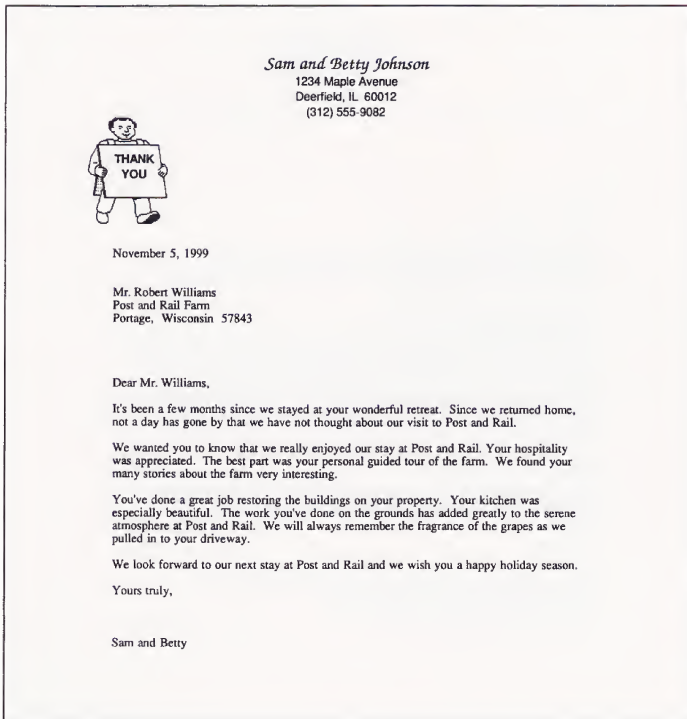 Sam and Betty Johnson
1234 Maple Avenue
Deerfield, IL 60012
(312) 555-9082
THANK
YOU
November 5, 1999
Mr. Robert Williams
Post and Rail Farm
Portage, Wisconsin 57843
Dear Mr. Williams,
It's been a few months since we stayed at your wonderful retreat. Since we returned home,
not a day has gone by that we have not thought about our visit to Post and Rail.
We wanted you to know that we really enjoyed our stay at Post and Rail. Your hospitality
was appreciated. The best part was your personal guided tour of the farm. We found your
many stories about the farm very interesting.
You've done a great job restoring the buildings on your property. Your kitchen was
especially beautiful. The work you've done on the grounds has added greatly to the serene
atmosphere at Post and Rail. We will always remember the fragrance of the grapes as we
pulled in to your driveway.
We look forward to our next stay at Post and Rail and we wish you a happy holiday season.
Yours truly,
Sam and Betty